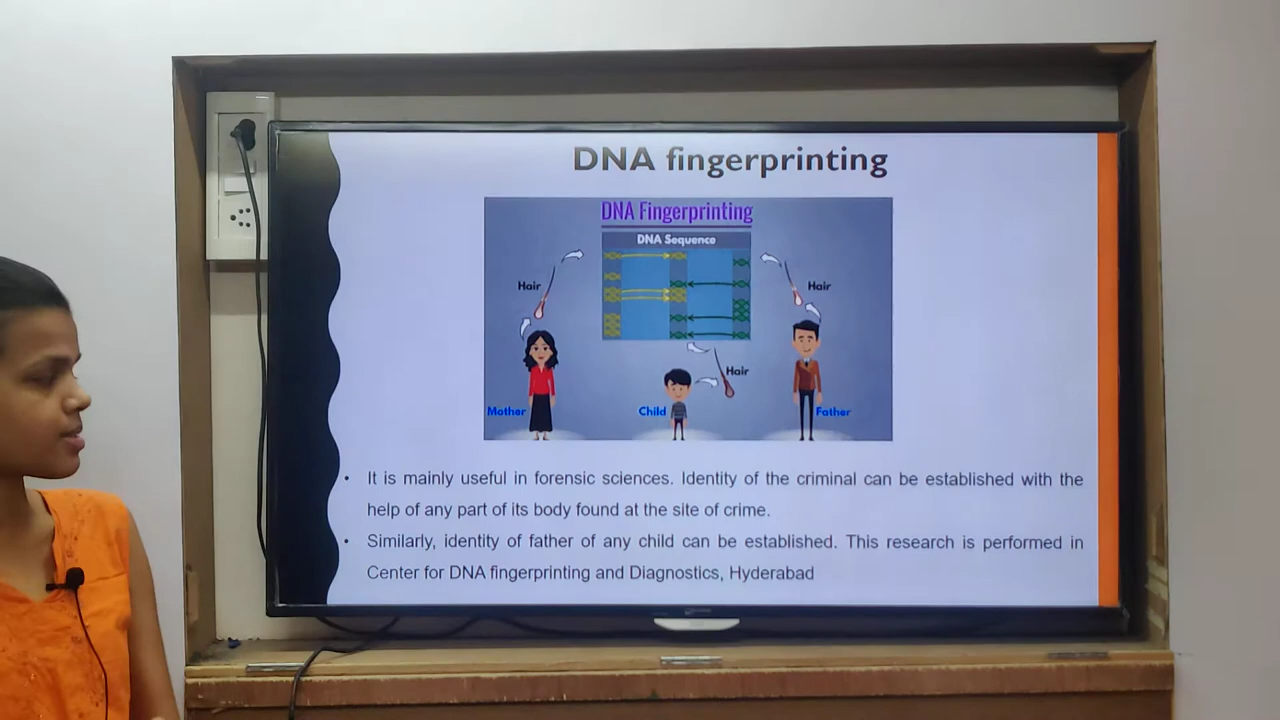 DNA fingerprinting
DNA Fingerprinting
DNA Sequence
Hair
Hair
Hair
Mother
Child
Father
• It is mainly useful in forensic sciences. Identity of the criminal can be established with the
help of any part of its body found at the site of crime.
• Similarly, identity of father of any child can be established. This research is performed in
Center for DNA fingerprinting and Diagnostics, Hyderabad